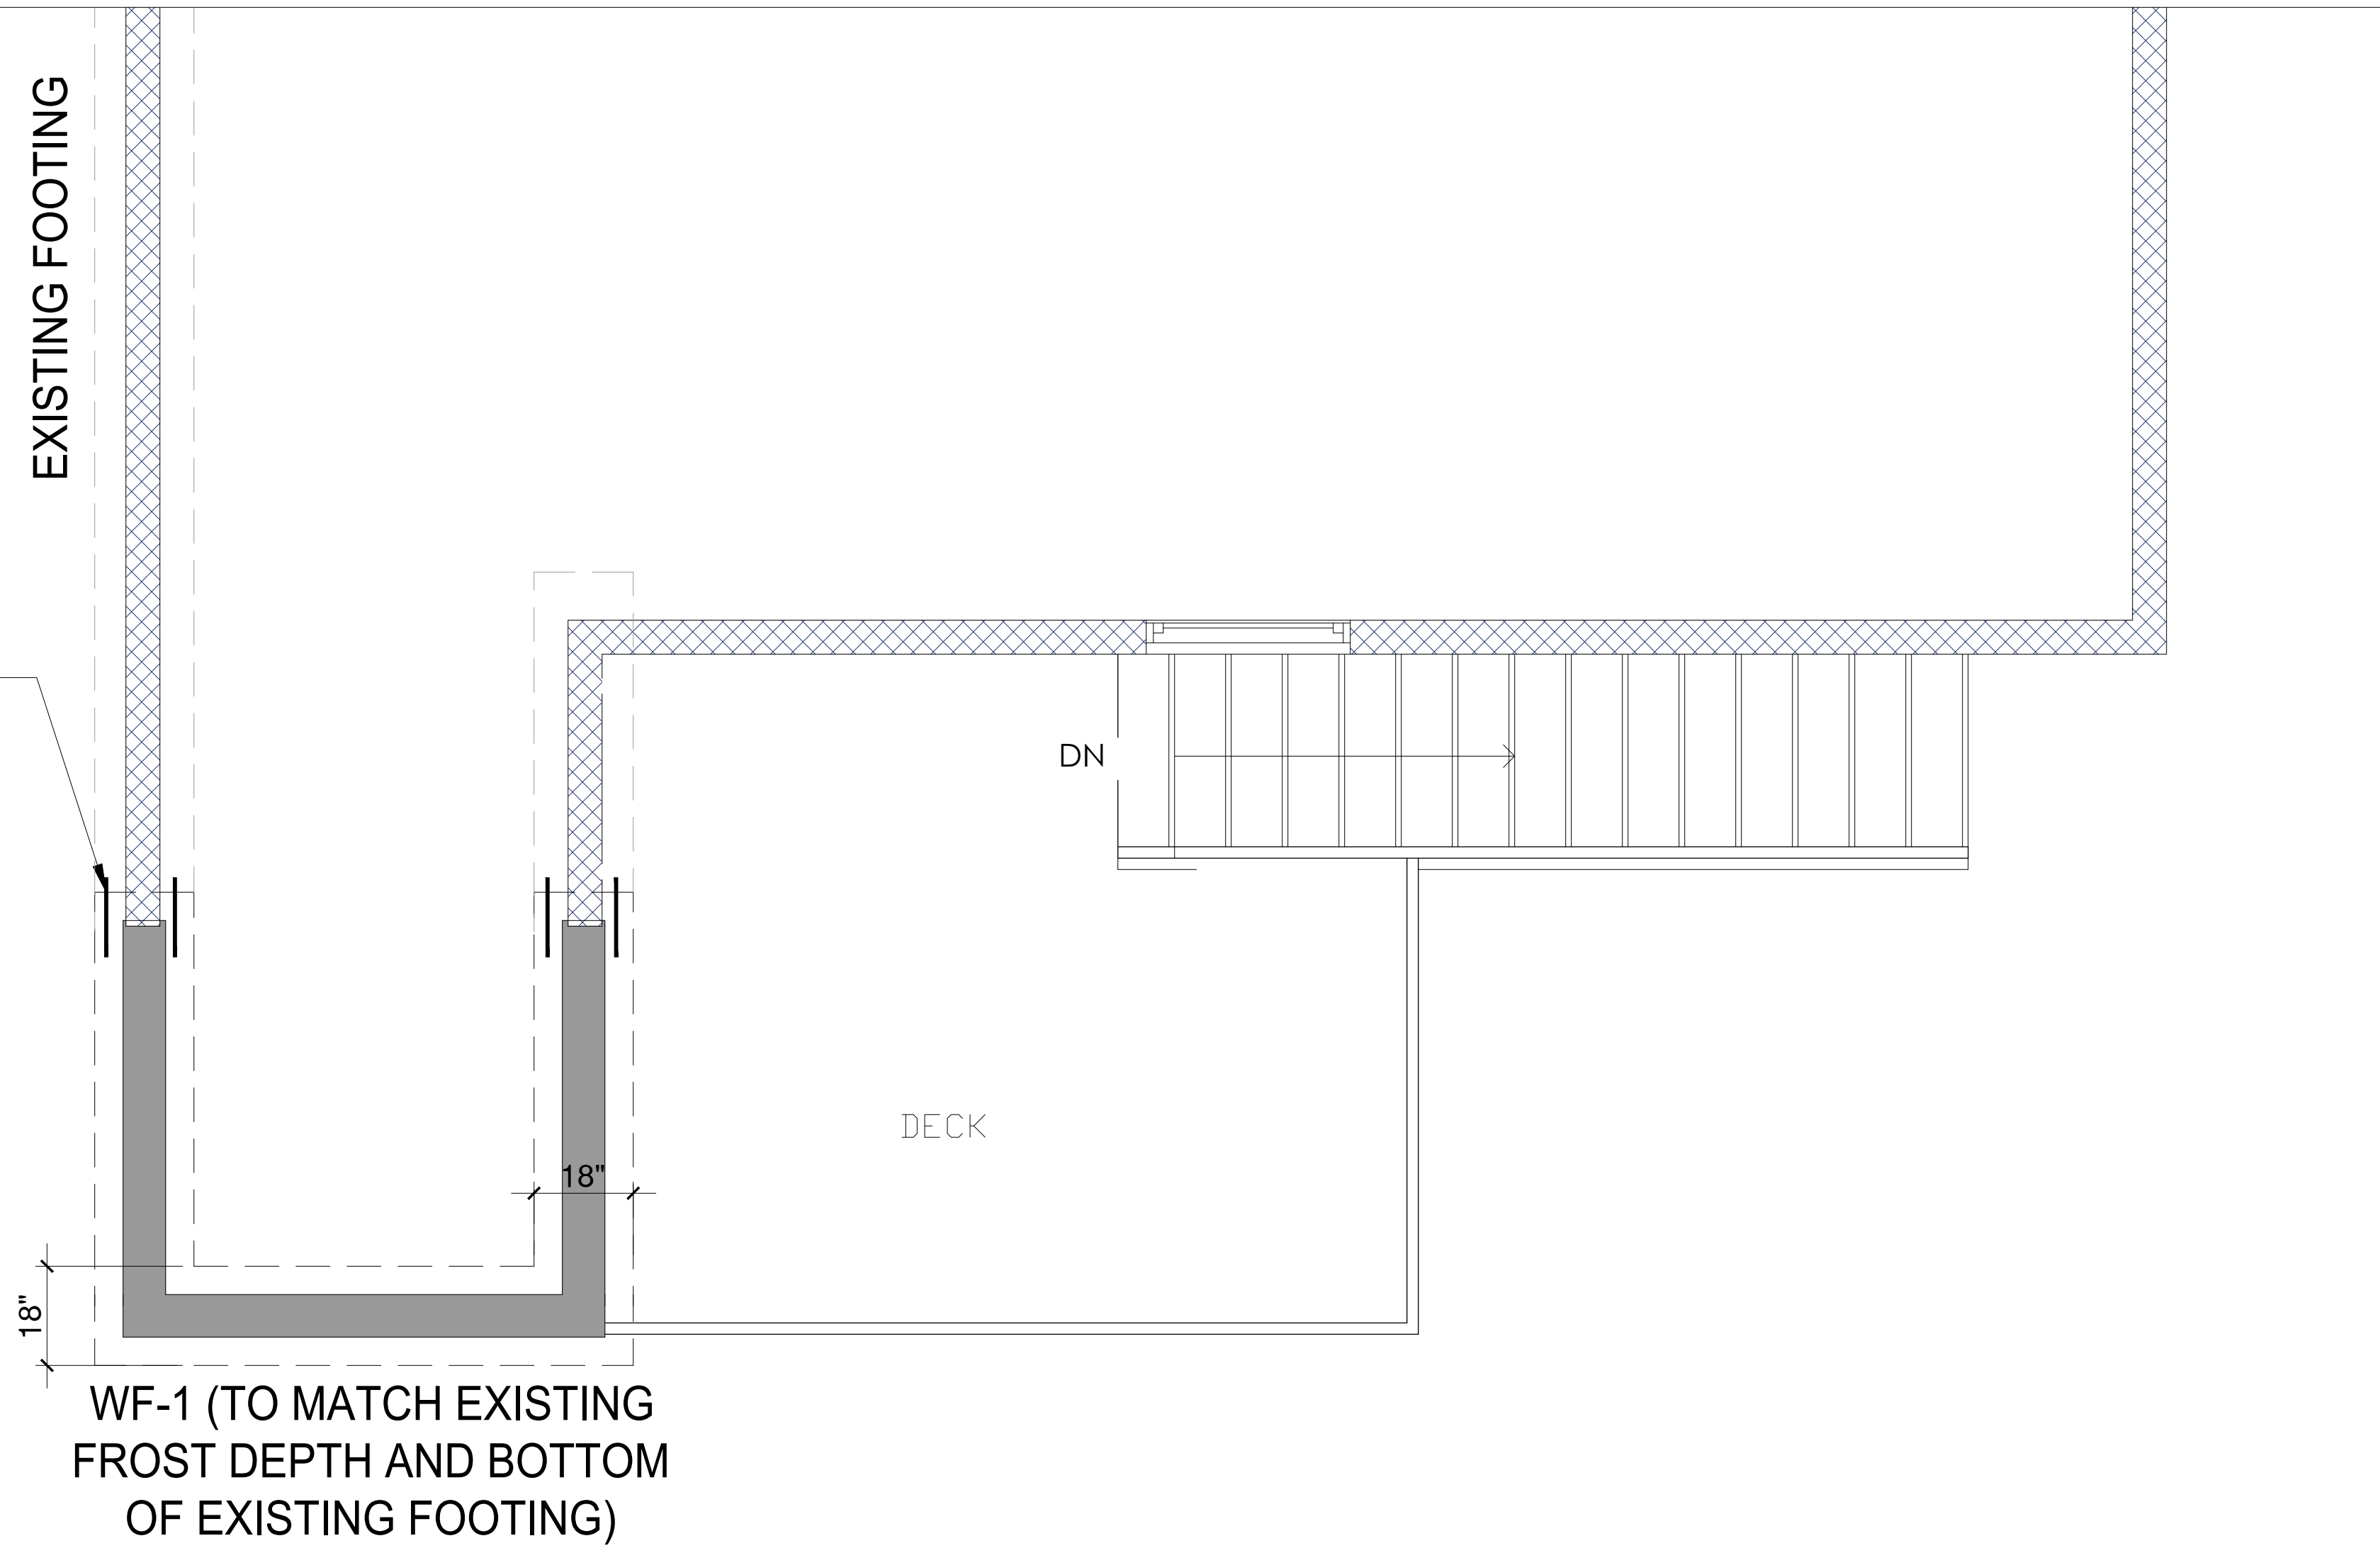 EXISTING FOOTING
DN
DECK
18"
18"
WF-1 (TO MATCH EXISTING
FROST DEPTH AND BOTTOM
OF EXISTING FOOTING)